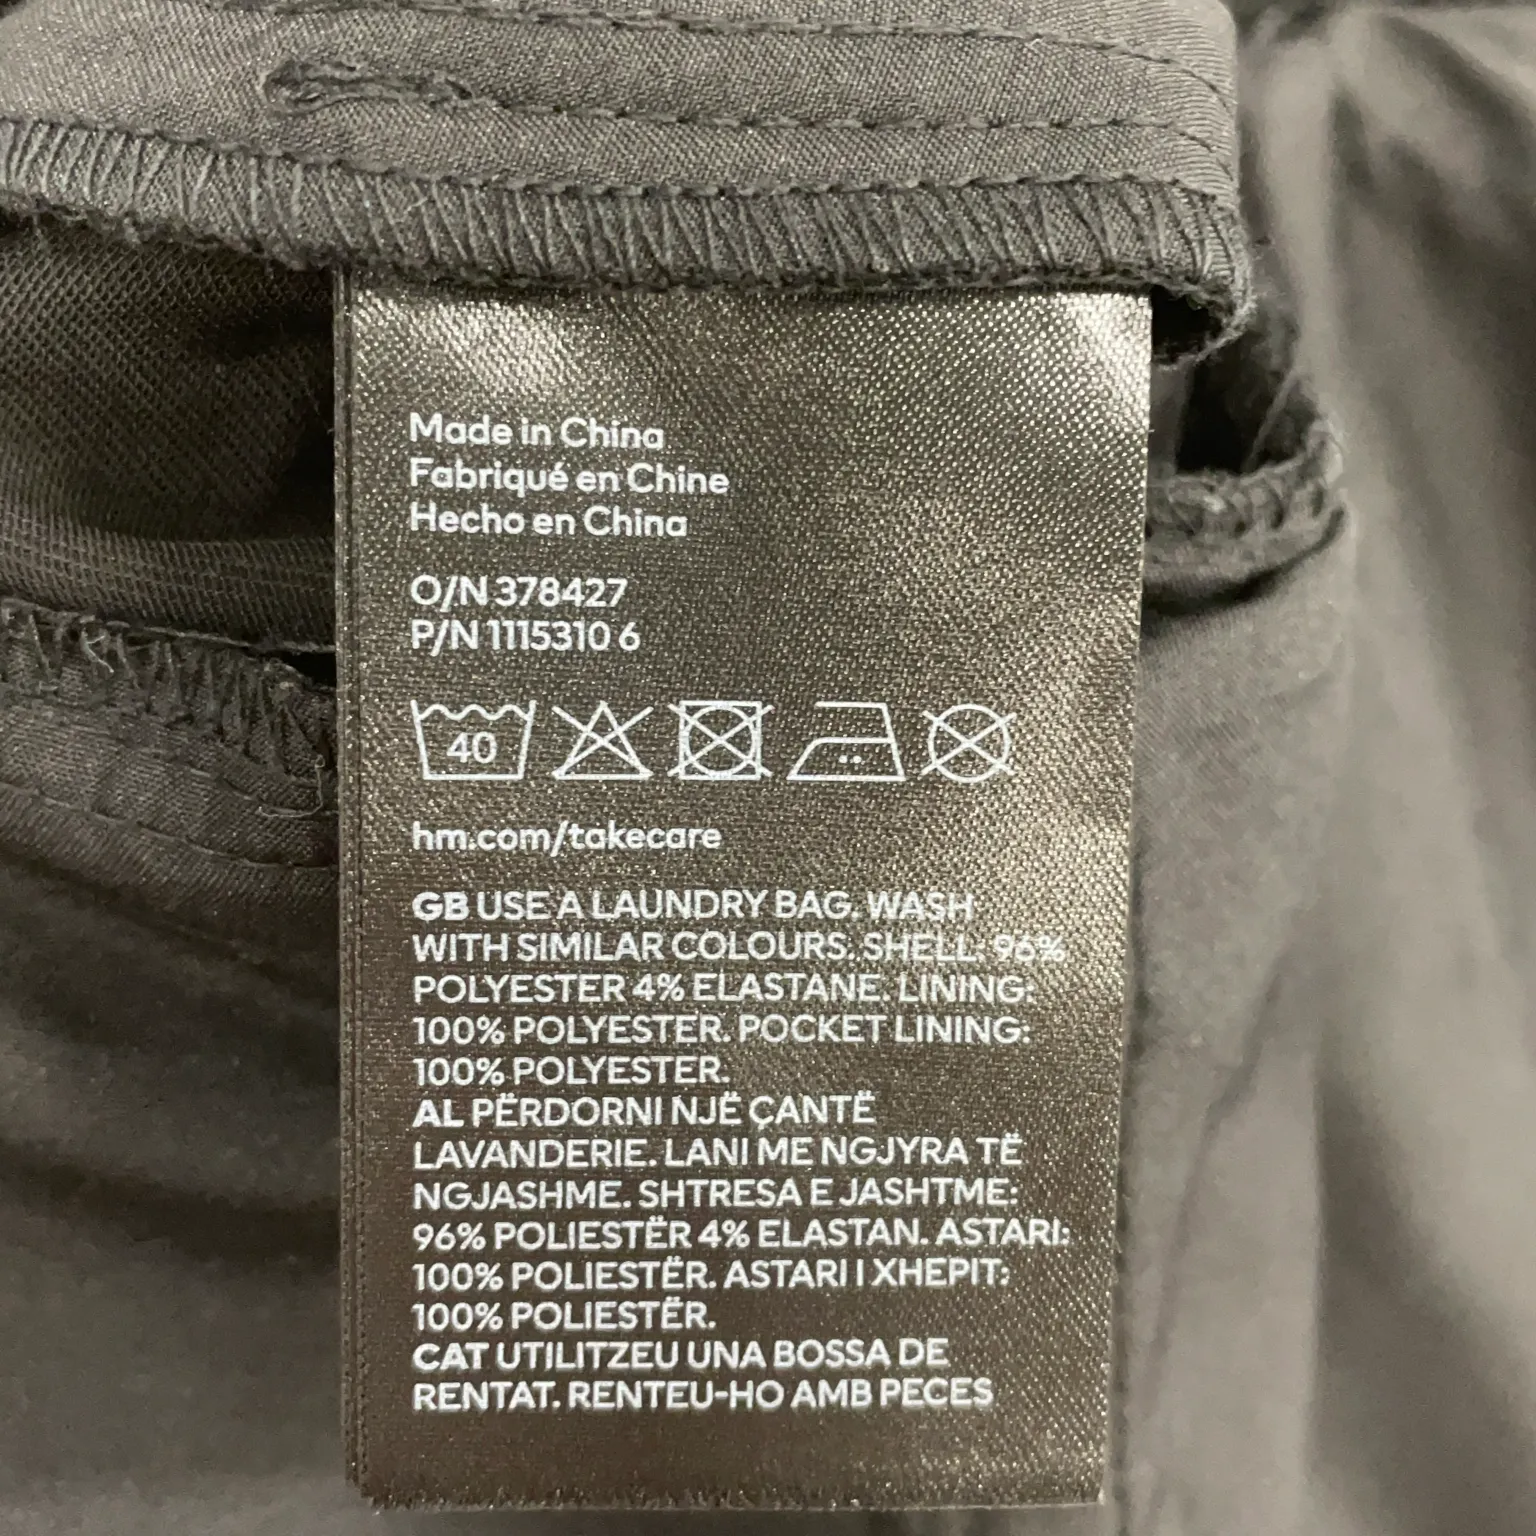 Made in China
Fabriqué en Chine
Hecho en China
O/N 378427
P/N 1115310 6
40
hm.com/takecare
GB USE A LAUNDRY BAG. WASH
WITH SIMILAR COLOURS. SHELL: 96%
POLYESTER 4% ELASTANE. LINING:
100% POLYESTER. POCKET LINING:
100% POLYESTER.
AL PËRDORNI NJË ÇANTË
LAVANDERIE. LANI ME NGJYRA TË
NGJASHME. SHTRESA E JASHTME:
96% POLIESTËR 4% ELASTAN. ASTARI:
100% POLIESTËR. ASTARI I XHEPIT:
100% POLIESTËR.
CAT UTILITZEU UNA BOSSA DE
RENTAT. RENTEU-HO AMB PECES